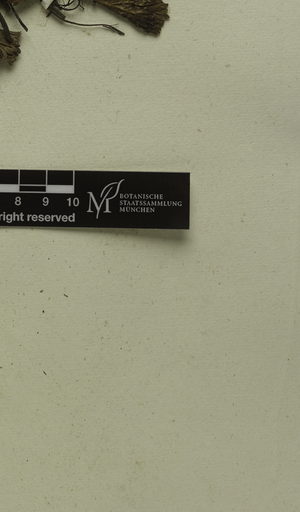 8 9 10
right reserved
M
BOTANISCHE
STAATSSAMMLUNG
MÜNCHEN